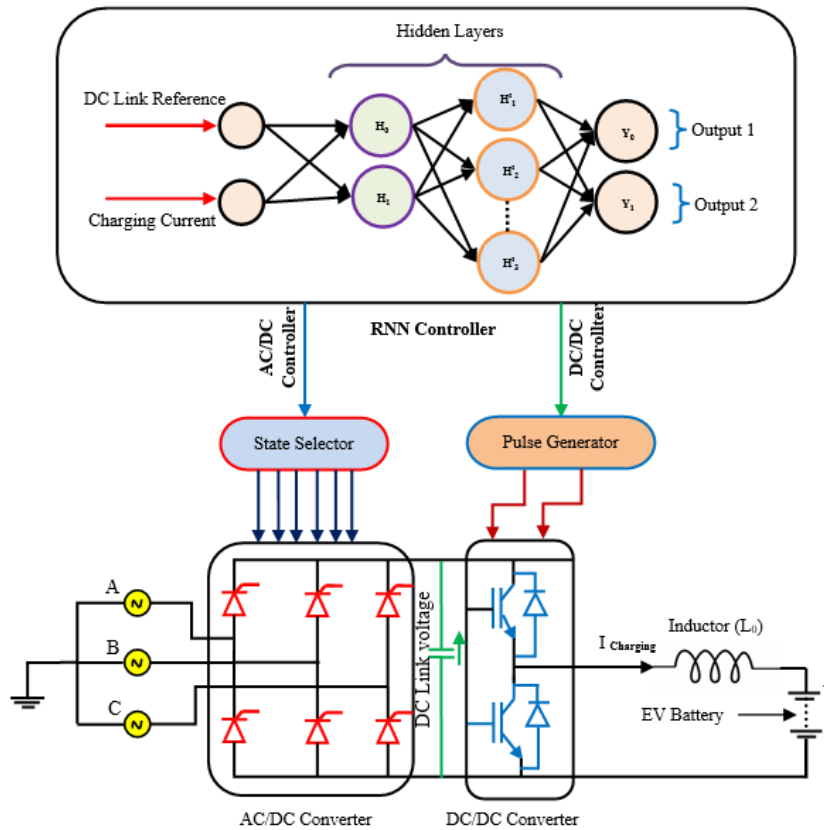 Hidden Layers
DC Link Reference
Charging Current
H₀
H₁
H'₁
H'₂
H'₃
Y₀
Y₁
Output 1
Output 2
RNN Controller
AC/DC
Controller
DC/DC
Controllter
State Selector
Pulse Generator
A
B
C
DC Link voltage
I Charging
Inductor (L₀)
EV Battery
AC/DC Converter
DC/DC Converter